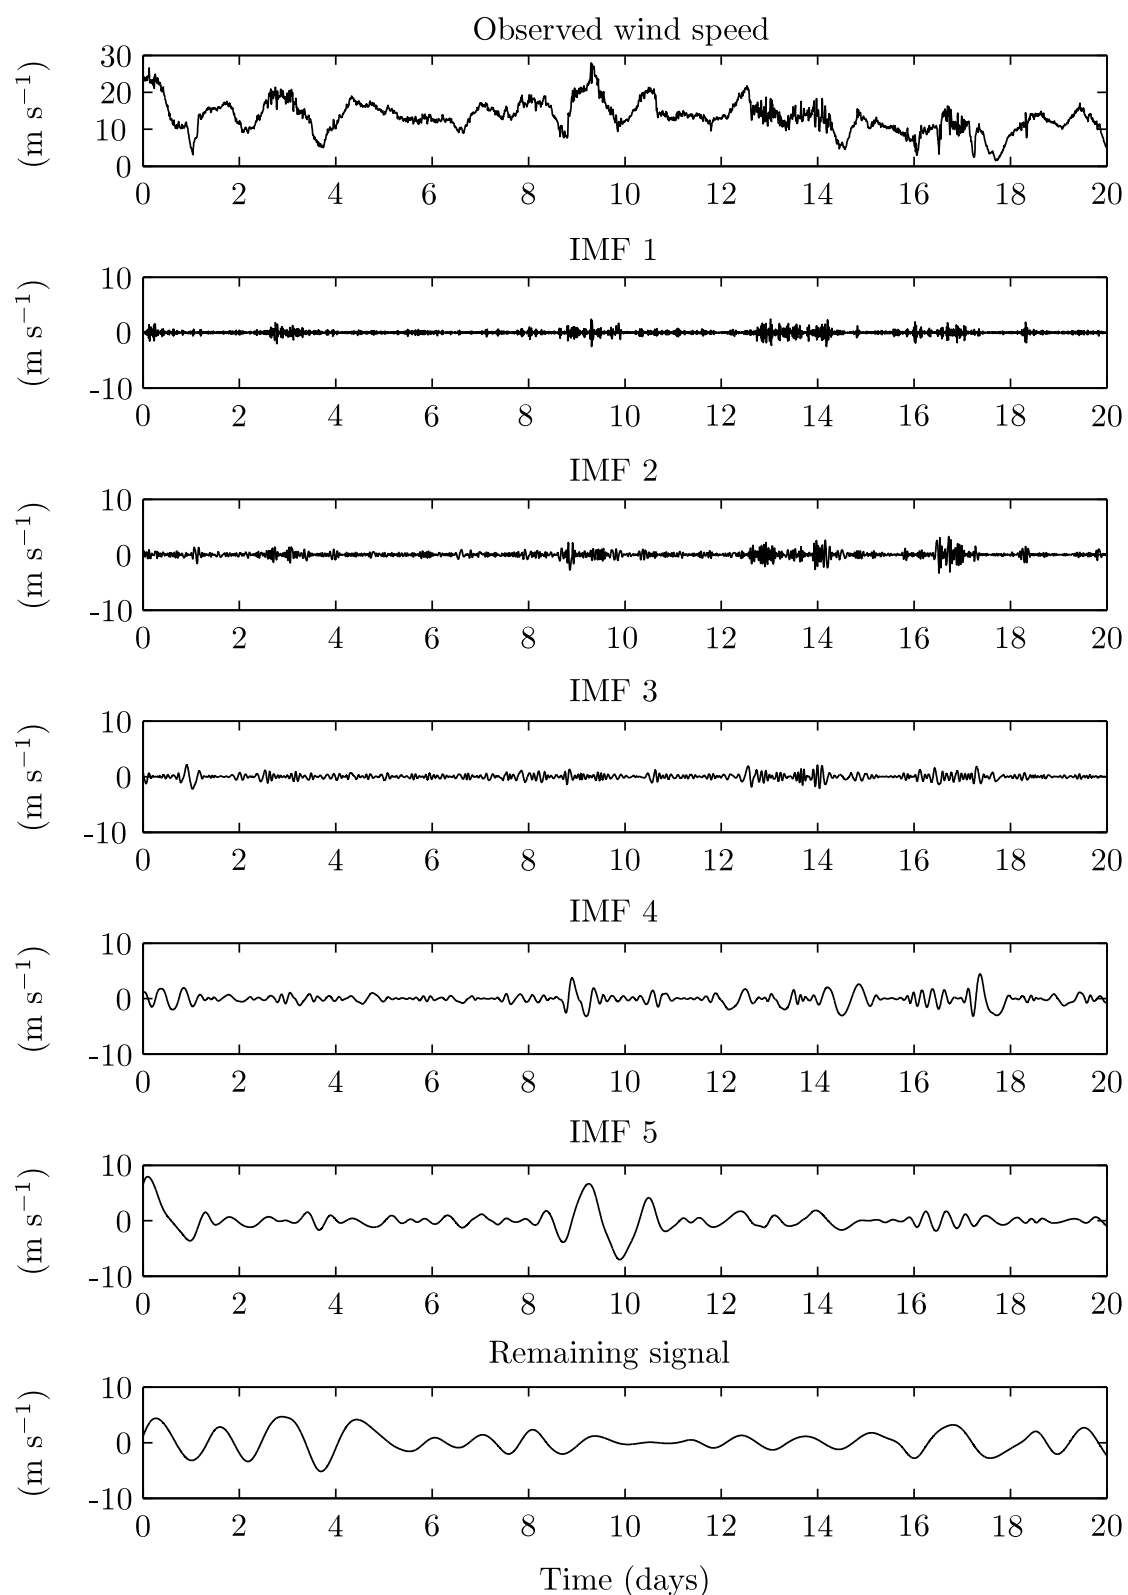 Observed wind speed
30
20
10
0
(m s⁻¹)
0 2 4 6 8 10 12 14 16 18 20
IMF 1
10
0
-10
(m s⁻¹)
0 2 4 6 8 10 12 14 16 18 20
IMF 2
10
0
-10
(m s⁻¹)
0 2 4 6 8 10 12 14 16 18 20
IMF 3
10
0
-10
(m s⁻¹)
0 2 4 6 8 10 12 14 16 18 20
IMF 4
10
0
-10
(m s⁻¹)
0 2 4 6 8 10 12 14 16 18 20
IMF 5
10
0
-10
(m s⁻¹)
0 2 4 6 8 10 12 14 16 18 20
Remaining signal
10
0
-10
(m s⁻¹)
0 2 4 6 8 10 12 14 16 18 20
Time (days)